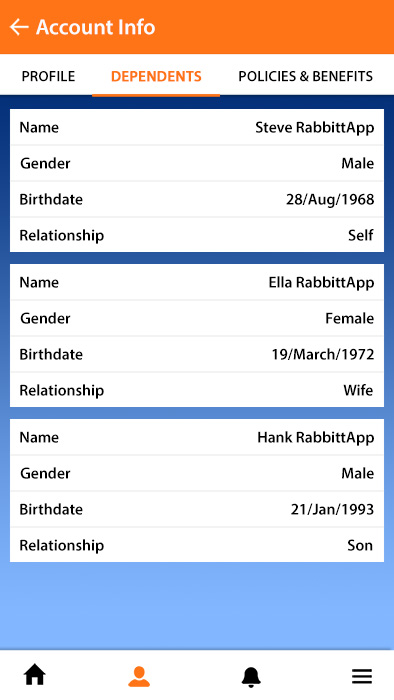 Account Info
PROFILE DEPENDENTS POLICIES & BENEFITS
Name Steve RabbittApp
Gender Male
Birthdate 28/Aug/1968
Relationship Self
Name Ella RabbittApp
Gender Female
Birthdate 19/March/1972
Relationship Wife
Name Hank RabbittApp
Gender Male
Birthdate 21/Jan/1993
Relationship Son